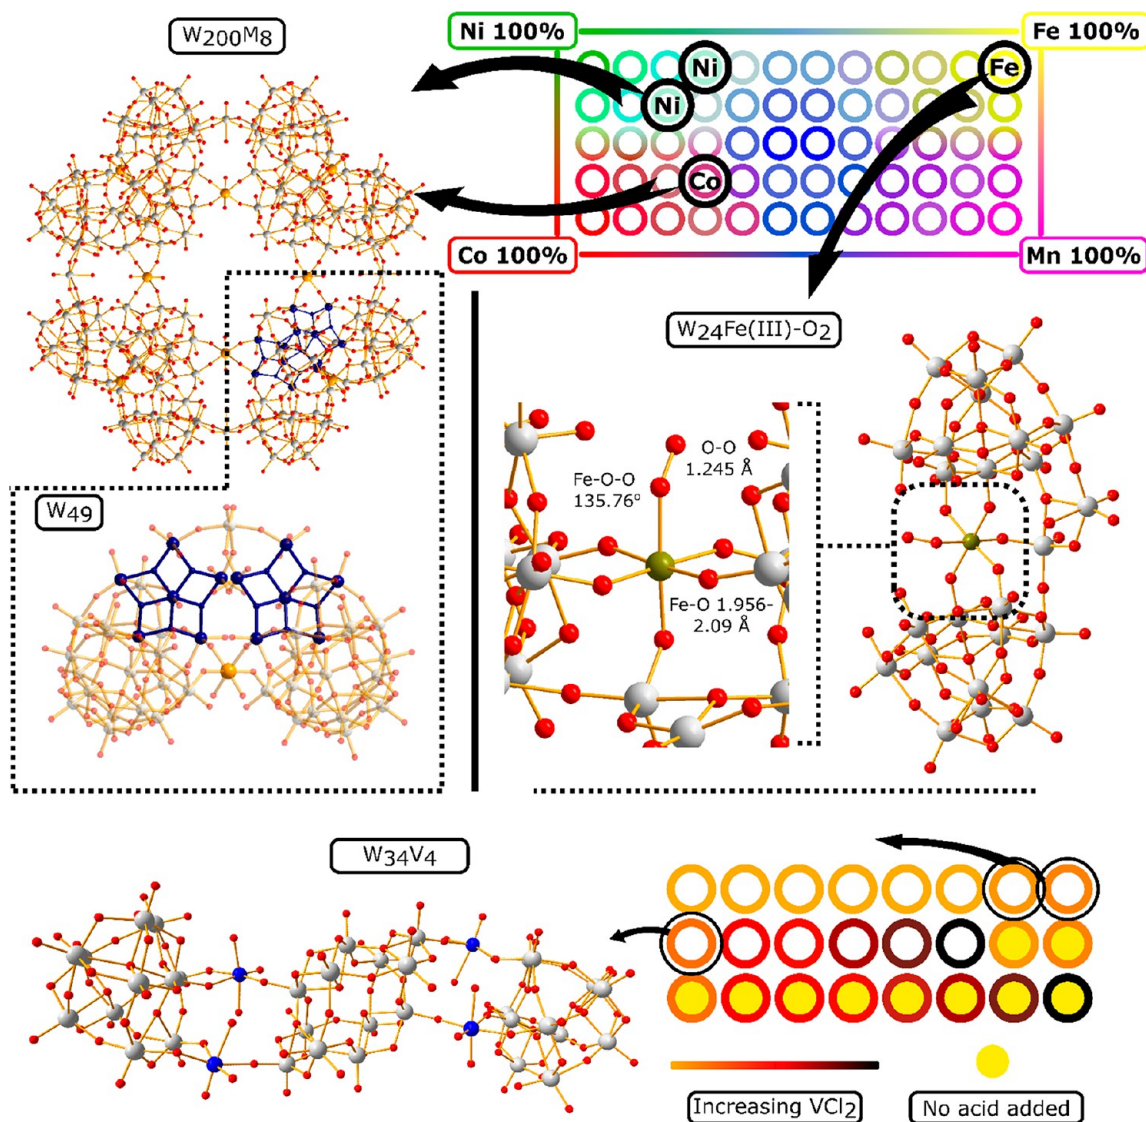 W200M8
Ni 100%
Fe 100%
Ni
Fe
Ni
Co
Co 100%
Mn 100%
W24Fe(III)-O2
O-O
1.245 Å
Fe-O-O
135.76º
W49
Fe-O 1.956-
2.09 Å
W34V4
Increasing VCl2
No acid added